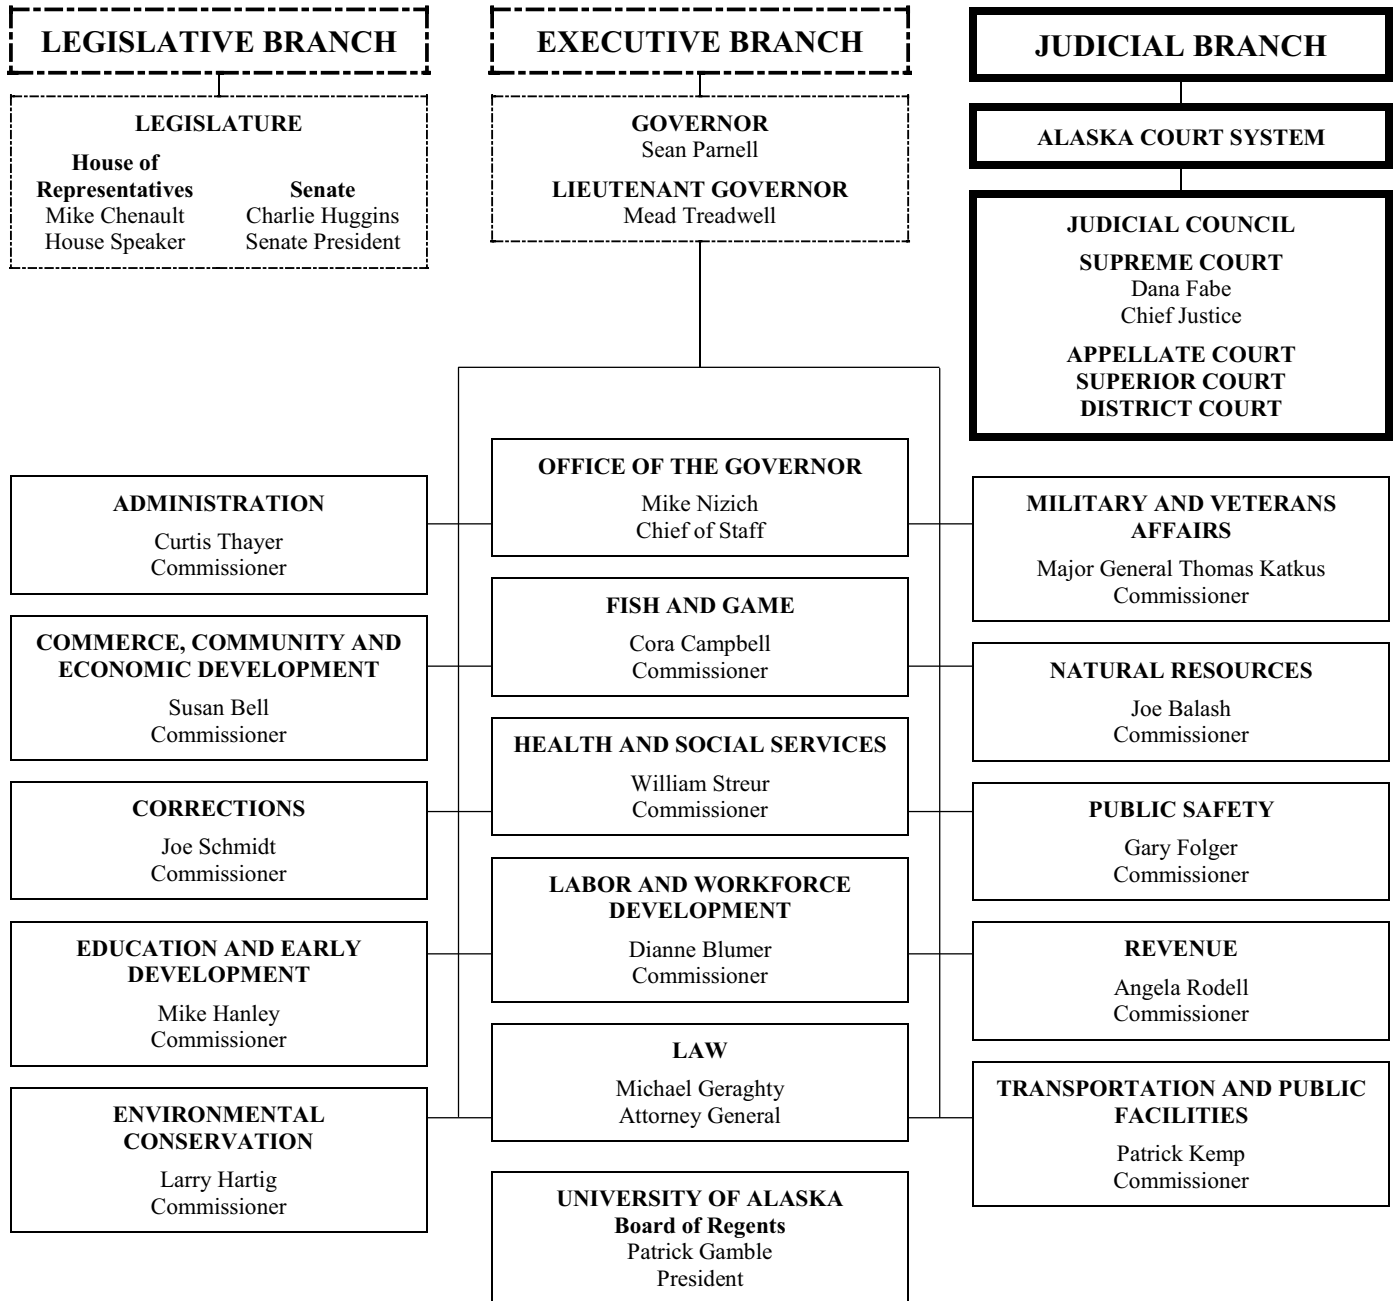 LEGISLATIVE BRANCH
LEGISLATURE
House of
Representatives
Mike Chenault
House Speaker
Senate
Charlie Huggins
Senate President
EXECUTIVE BRANCH
GOVERNOR
Sean Parnell
LIEUTENANT GOVERNOR
Mead Treadwell
JUDICIAL BRANCH
ALASKA COURT SYSTEM
JUDICIAL COUNCIL
SUPREME COURT
Dana Fabe
Chief Justice
APPELLATE COURT
SUPERIOR COURT
DISTRICT COURT
ADMINISTRATION
Curtis Thayer
Commissioner
COMMERCE, COMMUNITY AND
ECONOMIC DEVELOPMENT
Susan Bell
Commissioner
CORRECTIONS
Joe Schmidt
Commissioner
EDUCATION AND EARLY
DEVELOPMENT
Mike Hanley
Commissioner
ENVIRONMENTAL
CONSERVATION
Larry Hartig
Commissioner
OFFICE OF THE GOVERNOR
Mike Nizich
Chief of Staff
FISH AND GAME
Cora Campbell
Commissioner
HEALTH AND SOCIAL SERVICES
William Streur
Commissioner
LABOR AND WORKFORCE
DEVELOPMENT
Dianne Blumer
Commissioner
LAW
Michael Geraghty
Attorney General
UNIVERSITY OF ALASKA
Board of Regents
Patrick Gamble
President
MILITARY AND VETERANS
AFFAIRS
Major General Thomas Katkus
Commissioner
NATURAL RESOURCES
Joe Balash
Commissioner
PUBLIC SAFETY
Gary Folger
Commissioner
REVENUE
Angela Rodell
Commissioner
TRANSPORTATION AND PUBLIC
FACILITIES
Patrick Kemp
Commissioner